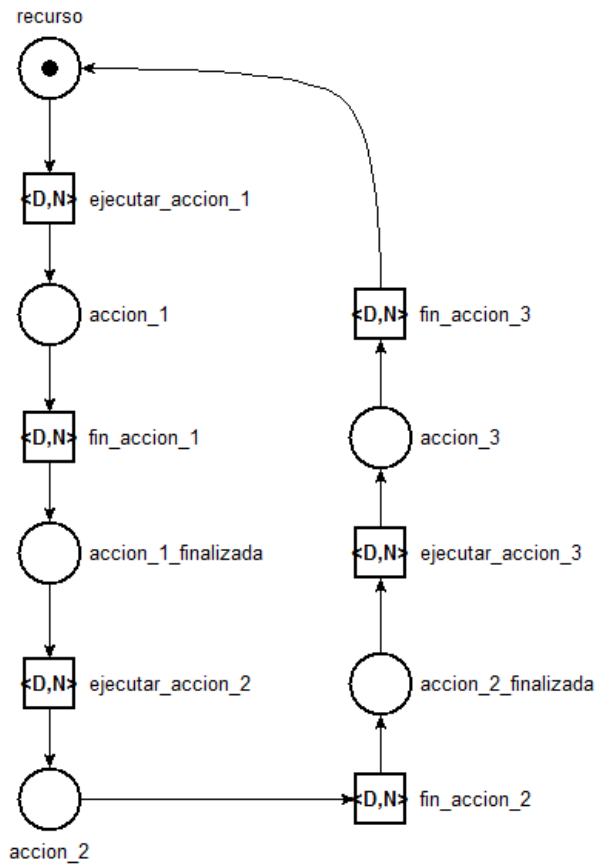 recurso
<D,N> ejecutar_accion_1
accion_1
<D,N> fin_accion_1
accion_1_finalizada
<D,N> ejecutar_accion_2
accion_2
<D,N> fin_accion_2
accion_2_finalizada
<D,N> ejecutar_accion_3
accion_3
<D,N> fin_accion_3